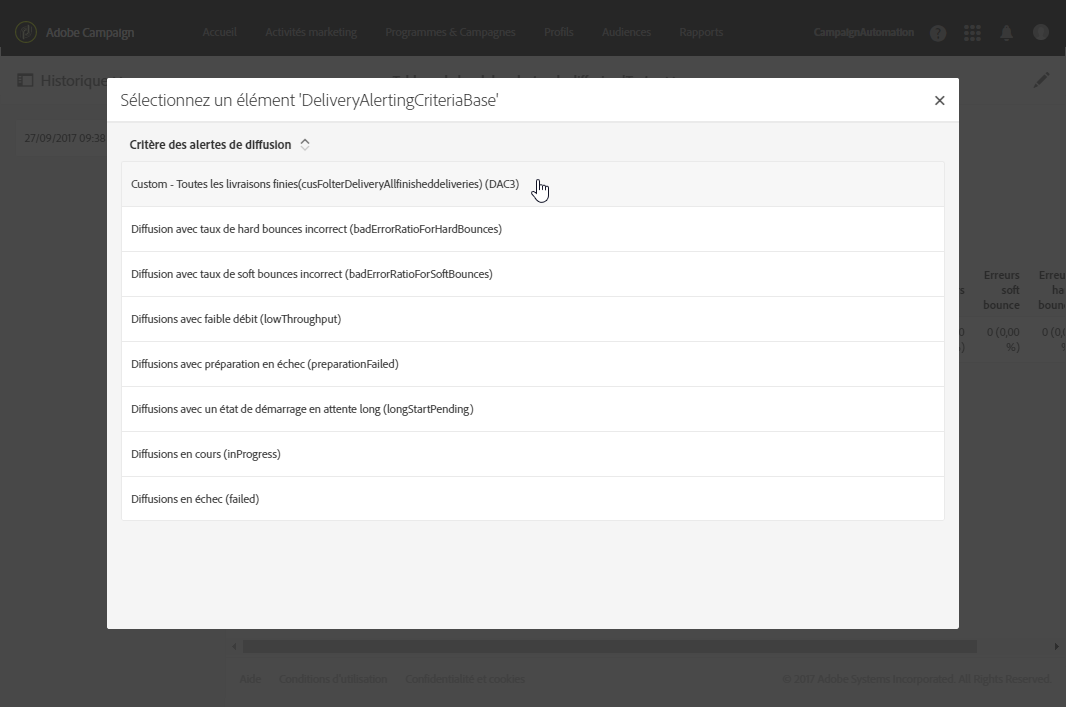 Adobe Campaign
Accueil
Activités marketing
Programmes & Campagnes
Profils
Audiences
Rapports
CampaignAutomation
Historique
Sélectionnez un élément 'DeliveryAlertingCriteriaBase'
27/09/2017 09:38
Critère des alertes de diffusion
Custom - Toutes les livraisons finies(cusFolterDeliveryAllfinisheddeliveries) (DAC3)
Diffusion avec taux de hard bounces incorrect (badErrorRatioForHardBounces)
Diffusion avec taux de soft bounces incorrect (badErrorRatioForSoftBounces)
Diffusions avec faible débit (lowThroughput)
Diffusions avec préparation en échec (preparationFailed)
Diffusions avec un état de démarrage en attente long (longStartPending)
Diffusions en cours (inProgress)
Diffusions en échec (failed)
Erreurs
soft
bounce
0 (0,00
%)
Aide
Conditions d'utilisation
Confidentialité et cookies
© 2017 Adobe Systems Incorporated. All Rights Reserved.